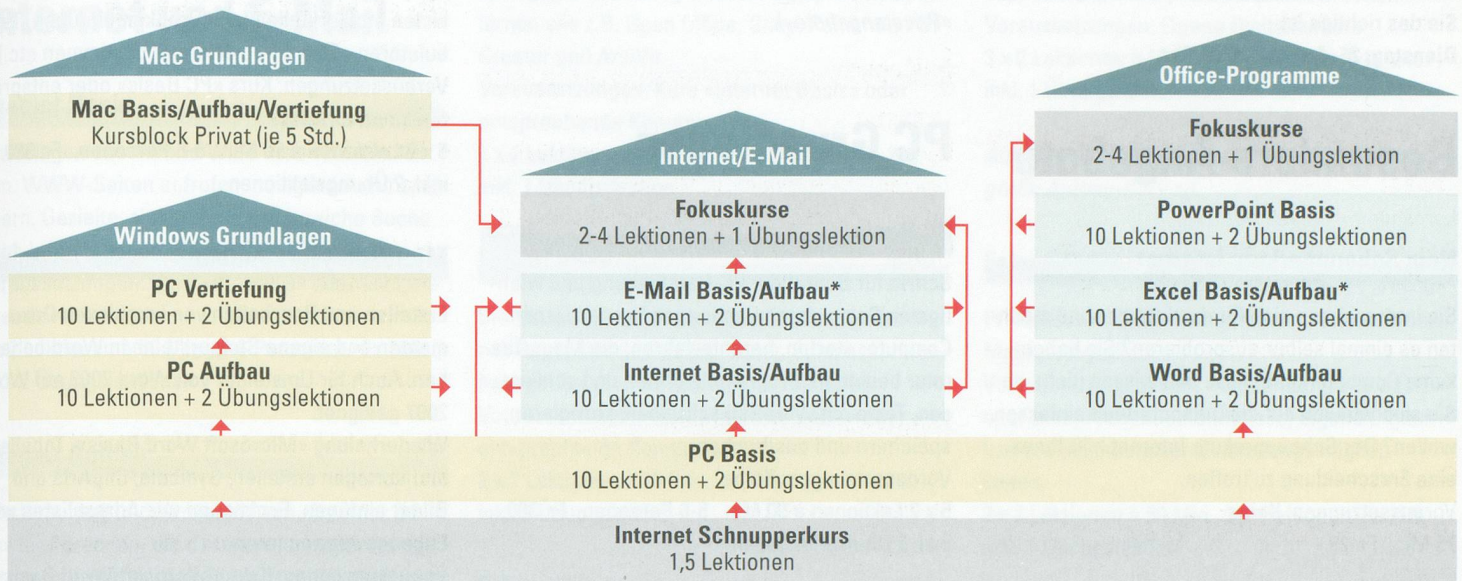 Mac Grundlagen
Mac Basis/Aufbau/Vertiefung
Kursblock Privat (je 5 Std.)
Windows Grundlagen
PC Vertiefung
10 Lektionen + 2 Übungslektionen
PC Aufbau
10 Lektionen + 2 Übungslektionen
Internet/E-Mail
Fokuskurse
2-4 Lektionen + 1 Übungslektion
E-Mail Basis/Aufbau*
10 Lektionen + 2 Übungslektionen
Internet Basis/Aufbau
10 Lektionen + 2 Übungslektionen
Office-Programme
Fokuskurse
2-4 Lektionen + 1 Übungslektion
PowerPoint Basis
10 Lektionen + 2 Übungslektionen
Excel Basis/Aufbau*
10 Lektionen + 2 Übungslektionen
Word Basis/Aufbau
10 Lektionen + 2 Übungslektionen
PC Basis
10 Lektionen + 2 Übungslektionen
Internet Schnupperkurs
1,5 Lektionen